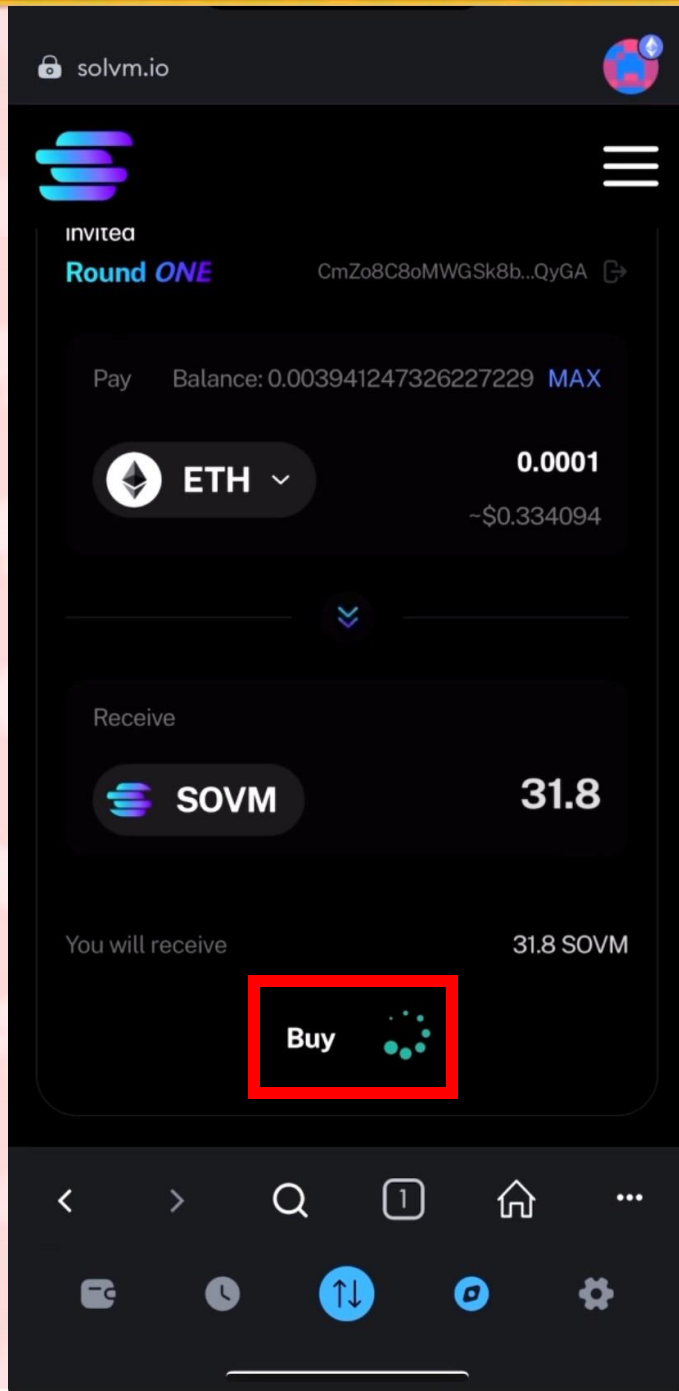 solvm.io
invited
Round ONE CmZo8C8oMWGSk8b...QyGA
Pay Balance: 0.003941247326227229 MAX
ETH 0.0001
~$0.334094
Receive
SOVM 31.8
You will receive 31.8 SOVM
Buy
1